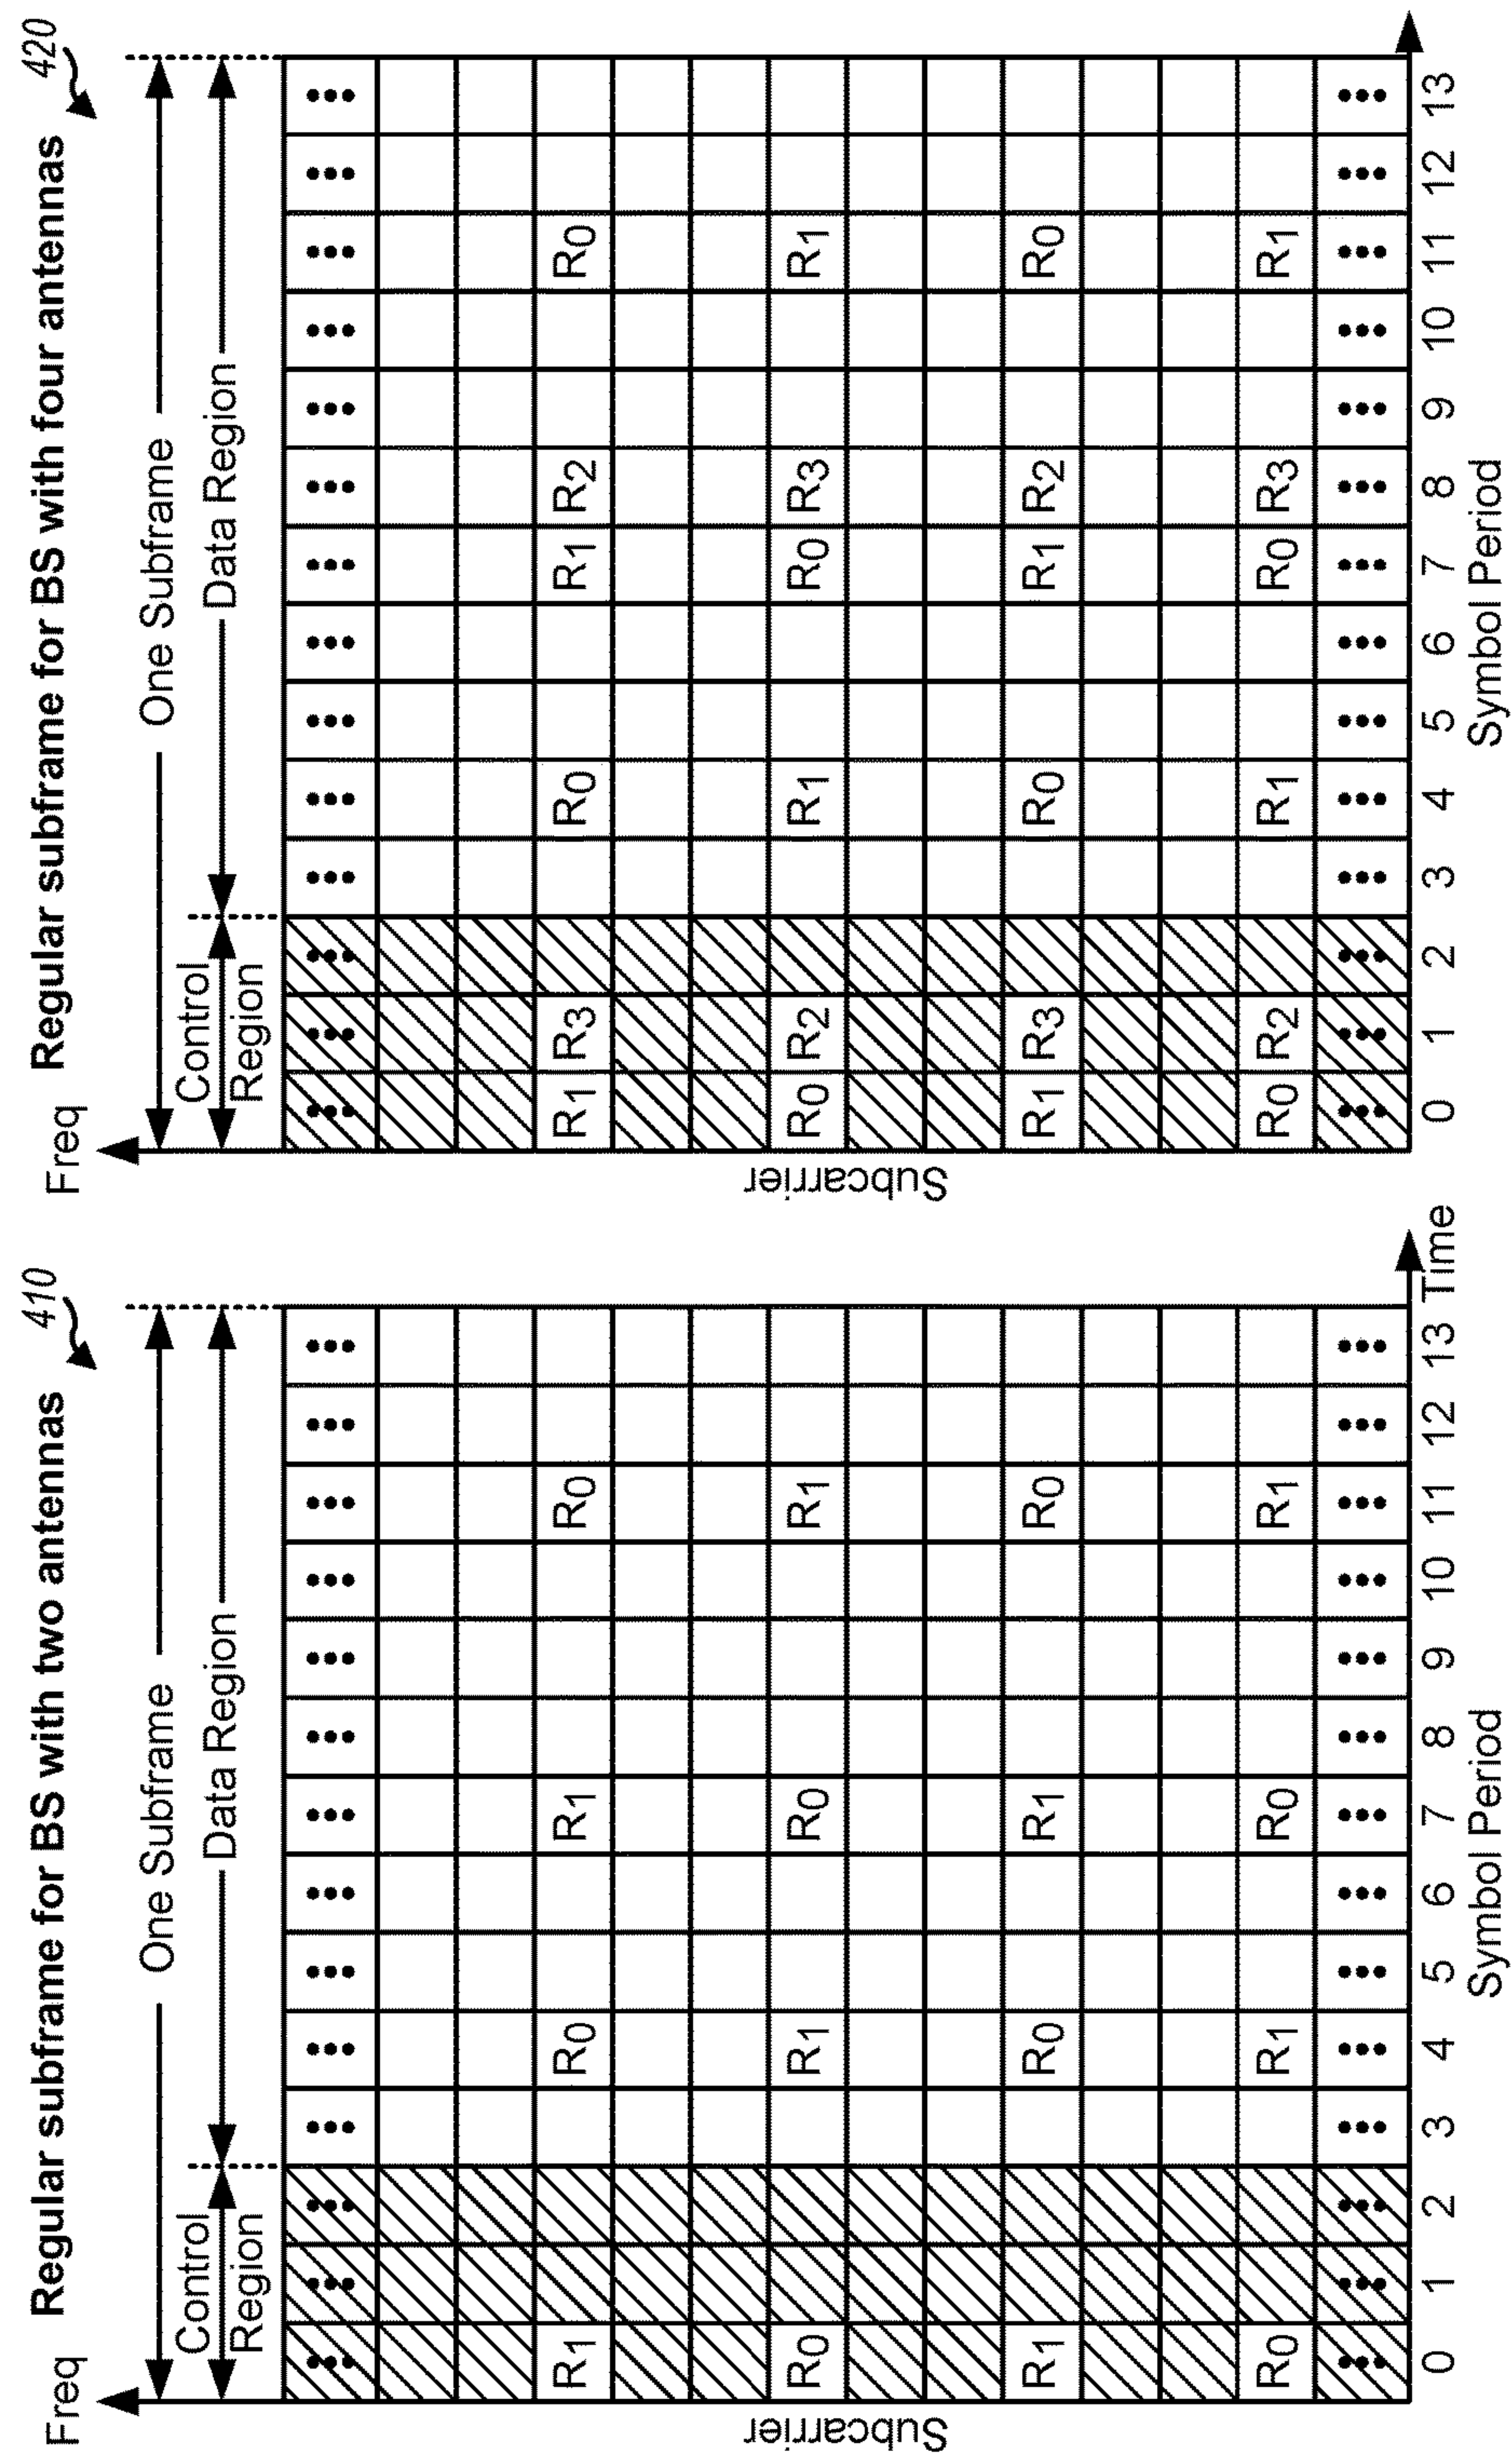 Regular subframe for BS with two antennas
410
Freq
One Subframe
Control
Region
Data Region
Subcarrier
••• ••• ••• ••• ••• ••• ••• ••• ••• ••• ••• ••• ••• •••
R1 R0 R1 R0
R0 R1 R0 R1
R1 R0 R1 R0
R0 R1 R0 R1
••• ••• ••• ••• ••• ••• ••• ••• ••• ••• ••• ••• ••• •••
0 1 2 3 4 5 6 7 8 9 10 11 12 13
Time
Symbol Period
Regular subframe for BS with four antennas
420
Freq
One Subframe
Control
Region
Data Region
Subcarrier
••• ••• ••• ••• ••• ••• ••• ••• ••• ••• ••• ••• ••• •••
R1 R3 R0 R1 R2 R0
R0 R2 R1 R0 R3 R1
R1 R3 R0 R1 R2 R0
R0 R2 R1 R0 R3 R1
••• ••• ••• ••• ••• ••• ••• ••• ••• ••• ••• ••• ••• •••
0 1 2 3 4 5 6 7 8 9 10 11 12 13
Symbol Period